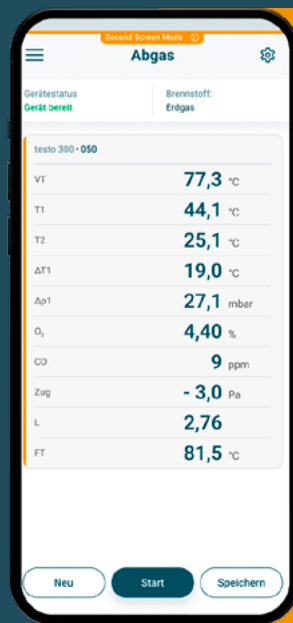 Second Screen Mode
Abgas
Gerätestatus
Gerät bereit
Brennstoff:
Erdgas
testo 300 • 050
VT 77,3 °C
T1 44,1 °C
T2 25,1 °C
ΔT1 19,0 °C
Δp1 27,1 mbar
O₂ 4,40 %
CO 9 ppm
Zug - 3,0 Pa
L 2,76
FT 81,5 °C
Neu Start Speichern